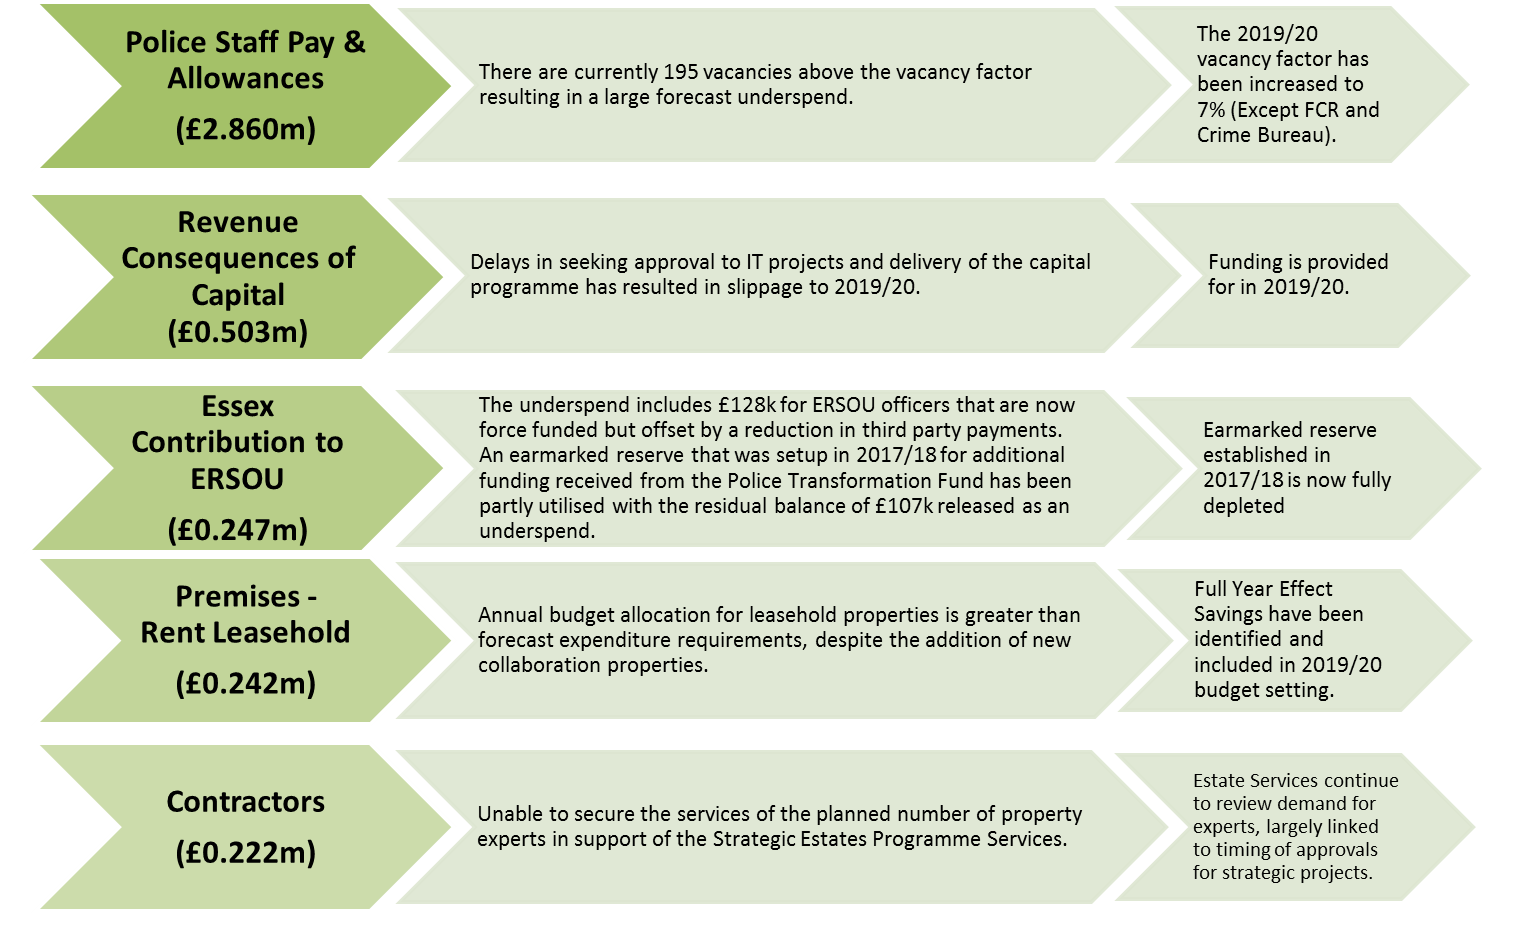 Police Staff Pay &
Allowances
(£2.860m)
There are currently 195 vacancies above the vacancy factor
resulting in a large forecast underspend.
The 2019/20
vacancy factor has
been increased to
7% (Except FCR and
Crime Bureau).
Revenue
Consequences of
Capital
(£0.503m)
Delays in seeking approval to IT projects and delivery of the capital
programme has resulted in slippage to 2019/20.
Funding is provided
for in 2019/20.
Essex
Contribution to
ERSOU
(£0.247m)
The underspend includes £128k for ERSOU officers that are now
force funded but offset by a reduction in third party payments.
An earmarked reserve that was setup in 2017/18 for additional
funding received from the Police Transformation Fund has been
partly utilised with the residual balance of £107k released as an
underspend.
Earmarked reserve
established in
2017/18 is now fully
depleted
Premises -
Rent Leasehold
(£0.242m)
Annual budget allocation for leasehold properties is greater than
forecast expenditure requirements, despite the addition of new
collaboration properties.
Full Year Effect
Savings have been
identified and
included in 2019/20
budget setting.
Contractors
(£0.222m)
Unable to secure the services of the planned number of property
experts in support of the Strategic Estates Programme Services.
Estate Services continue
to review demand for
experts, largely linked
to timing of approvals
for strategic projects.